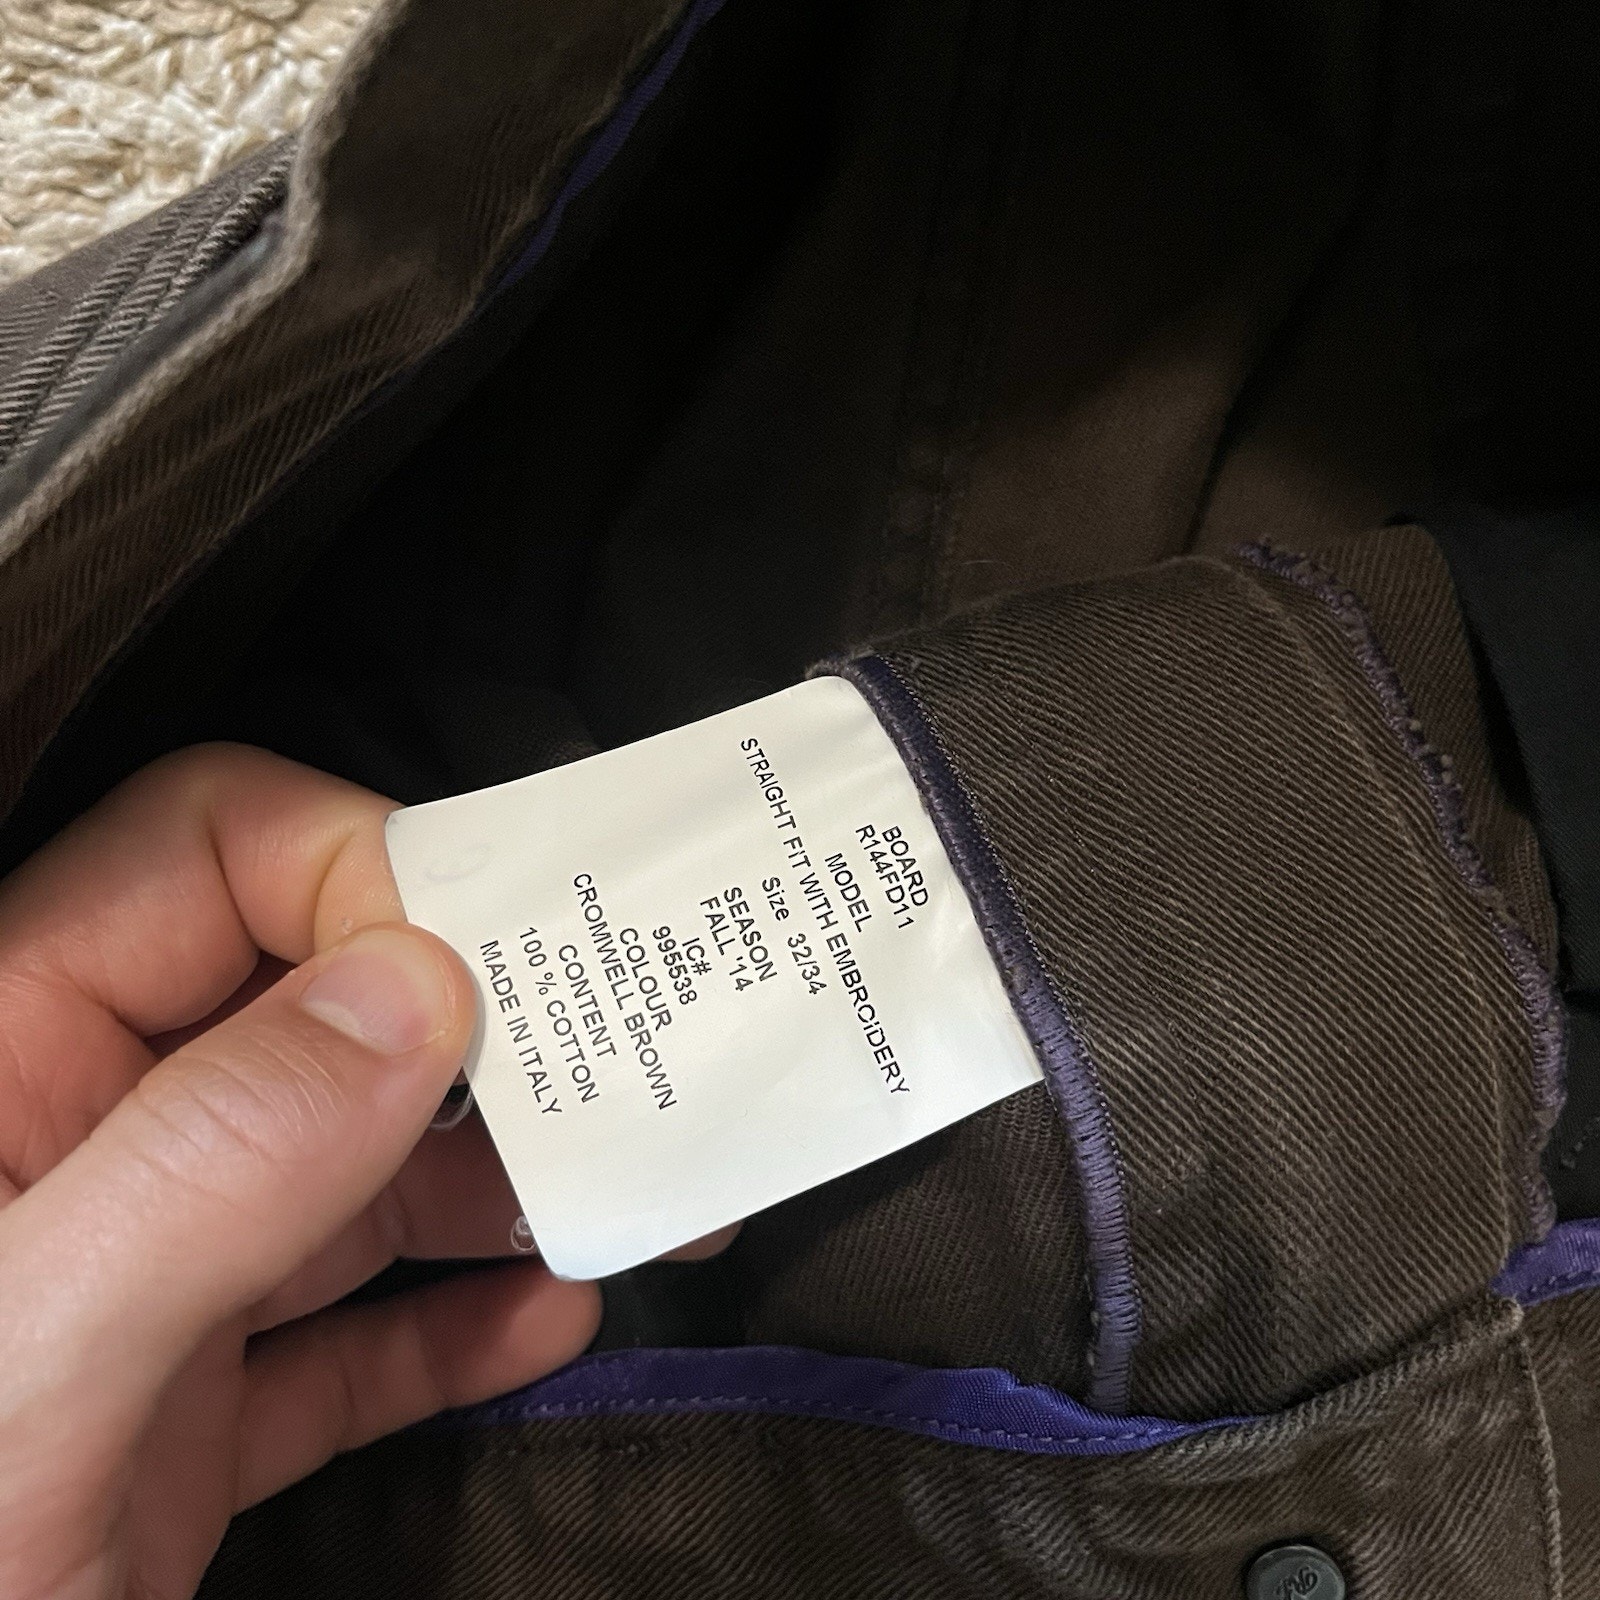 BOARD
R144FD11
MODEL
STRAIGHT FIT WITH EMBROiDERY
Size 32/34
SEASON
FALL '14
IC#
995538
COLOUR
CROMWELL BROWN
CONTENT
100 % COTTON
MADE IN ITALY